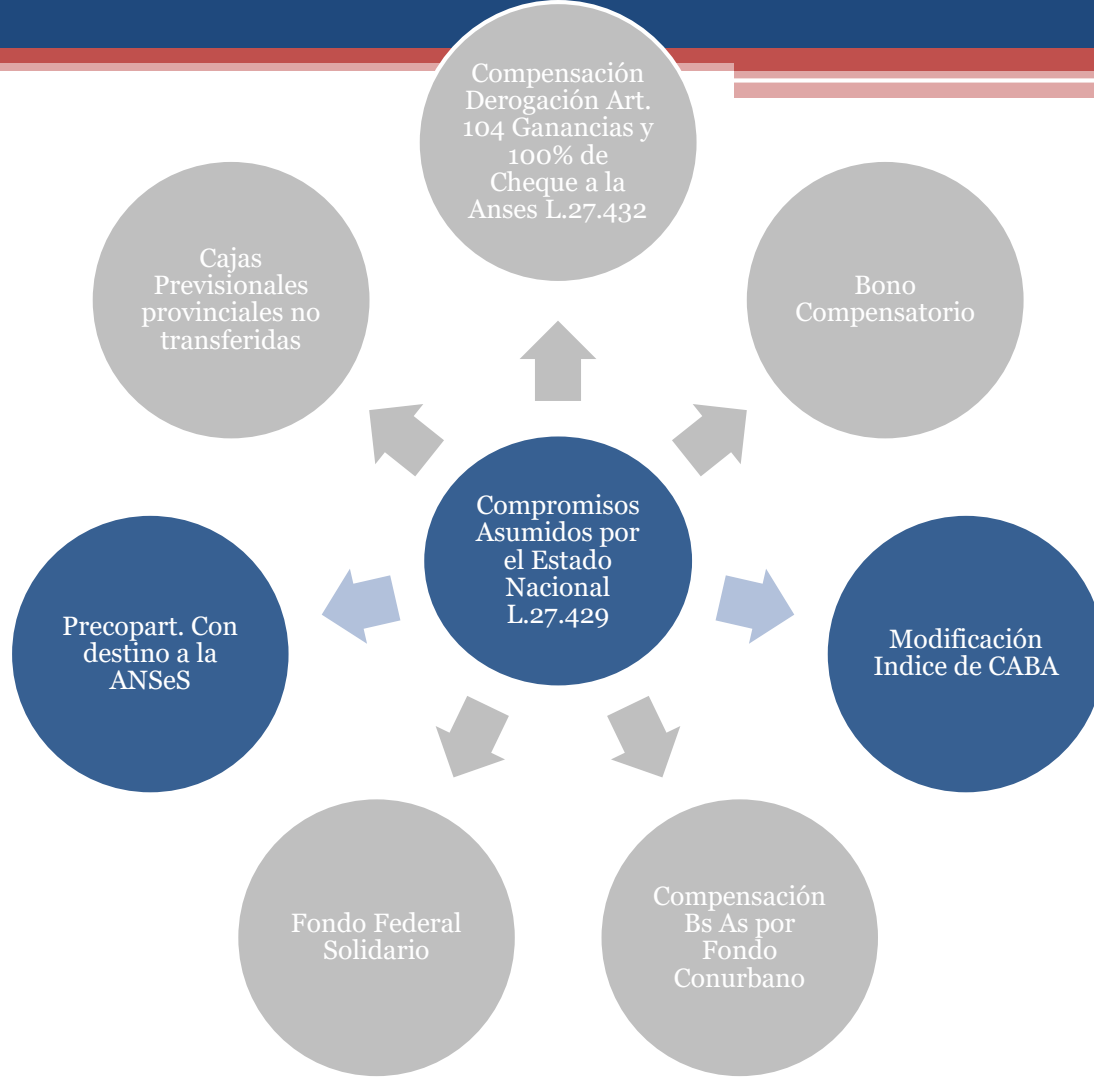 Compensación
Derogación Art.
104 Ganancias y
100% de
Cheque a la
Anses L.27.432
Cajas
Previsionales
provinciales no
transferidas
Bono
Compensatorio
Compromisos
Asumidos por
el Estado
Nacional
L.27.429
Precopart. Con
destino a la
ANSeS
Modificación
Indice de CABA
Fondo Federal
Solidario
Compensación
Bs As por
Fondo
Conurbano